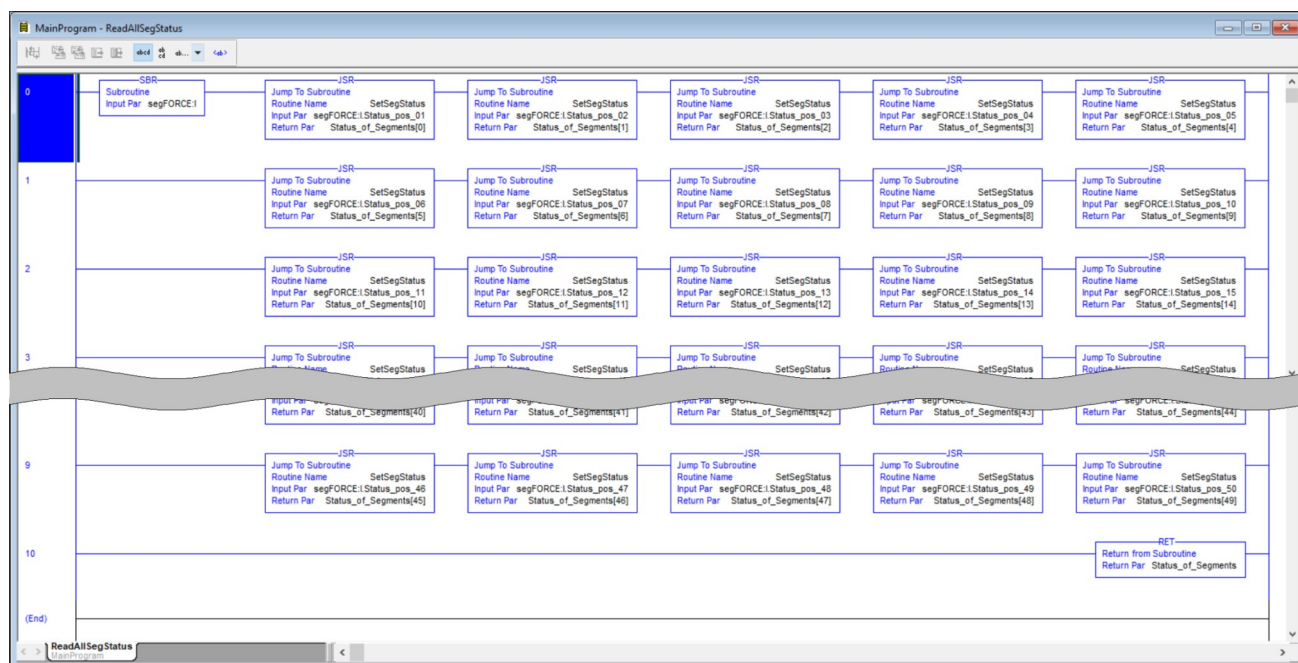 MainProgram - ReadAllSegStatus
abcd ab cd ab... <ab>
0
SBR
Subroutine
Input Par segFORCE:I
JSR
Jump To Subroutine
Routine Name SetSegStatus
Input Par segFORCE:I.Status_pos_01
Return Par Status_of_Segments[0]
JSR
Jump To Subroutine
Routine Name SetSegStatus
Input Par segFORCE:I.Status_pos_02
Return Par Status_of_Segments[1]
JSR
Jump To Subroutine
Routine Name SetSegStatus
Input Par segFORCE:I.Status_pos_03
Return Par Status_of_Segments[2]
JSR
Jump To Subroutine
Routine Name SetSegStatus
Input Par segFORCE:I.Status_pos_04
Return Par Status_of_Segments[3]
JSR
Jump To Subroutine
Routine Name SetSegStatus
Input Par segFORCE:I.Status_pos_05
Return Par Status_of_Segments[4]
1
JSR
Jump To Subroutine
Routine Name SetSegStatus
Input Par segFORCE:I.Status_pos_06
Return Par Status_of_Segments[5]
JSR
Jump To Subroutine
Routine Name SetSegStatus
Input Par segFORCE:I.Status_pos_07
Return Par Status_of_Segments[6]
JSR
Jump To Subroutine
Routine Name SetSegStatus
Input Par segFORCE:I.Status_pos_08
Return Par Status_of_Segments[7]
JSR
Jump To Subroutine
Routine Name SetSegStatus
Input Par segFORCE:I.Status_pos_09
Return Par Status_of_Segments[8]
JSR
Jump To Subroutine
Routine Name SetSegStatus
Input Par segFORCE:I.Status_pos_10
Return Par Status_of_Segments[9]
2
JSR
Jump To Subroutine
Routine Name SetSegStatus
Input Par segFORCE:I.Status_pos_11
Return Par Status_of_Segments[10]
JSR
Jump To Subroutine
Routine Name SetSegStatus
Input Par segFORCE:I.Status_pos_12
Return Par Status_of_Segments[11]
JSR
Jump To Subroutine
Routine Name SetSegStatus
Input Par segFORCE:I.Status_pos_13
Return Par Status_of_Segments[12]
JSR
Jump To Subroutine
Routine Name SetSegStatus
Input Par segFORCE:I.Status_pos_14
Return Par Status_of_Segments[13]
JSR
Jump To Subroutine
Routine Name SetSegStatus
Input Par segFORCE:I.Status_pos_15
Return Par Status_of_Segments[14]
3
JSR
Jump To Subroutine
Routine Name SetSegStatus
JSR
Jump To Subroutine
SetSegStatus
JSR
Jump To Subroutine
Routine Name SetSegStatus
JSR
Jump To Subroutine
Routine SetSegStatus
JSR
Jump To Subroutine
Routine Name SetSegStatus
Return Par Status_of_Segments[40]
Return Par Status_of_Segments[41]
Return Par Status_of_Segments[42]
Return Par Status_of_Segments[43]
Return Par Status_of_Segments[44]
9
JSR
Jump To Subroutine
Routine Name SetSegStatus
Input Par segFORCE:I.Status_pos_46
Return Par Status_of_Segments[45]
JSR
Jump To Subroutine
Routine Name SetSegStatus
Input Par segFORCE:I.Status_pos_47
Return Par Status_of_Segments[46]
JSR
Jump To Subroutine
Routine Name SetSegStatus
Input Par segFORCE:I.Status_pos_48
Return Par Status_of_Segments[47]
JSR
Jump To Subroutine
Routine Name SetSegStatus
Input Par segFORCE:I.Status_pos_49
Return Par Status_of_Segments[48]
JSR
Jump To Subroutine
Routine Name SetSegStatus
Input Par segFORCE:I.Status_pos_50
Return Par Status_of_Segments[49]
10
RET
Return from Subroutine
Return Par Status_of_Segments
(End)
ReadAllSegStatus
MainProgram